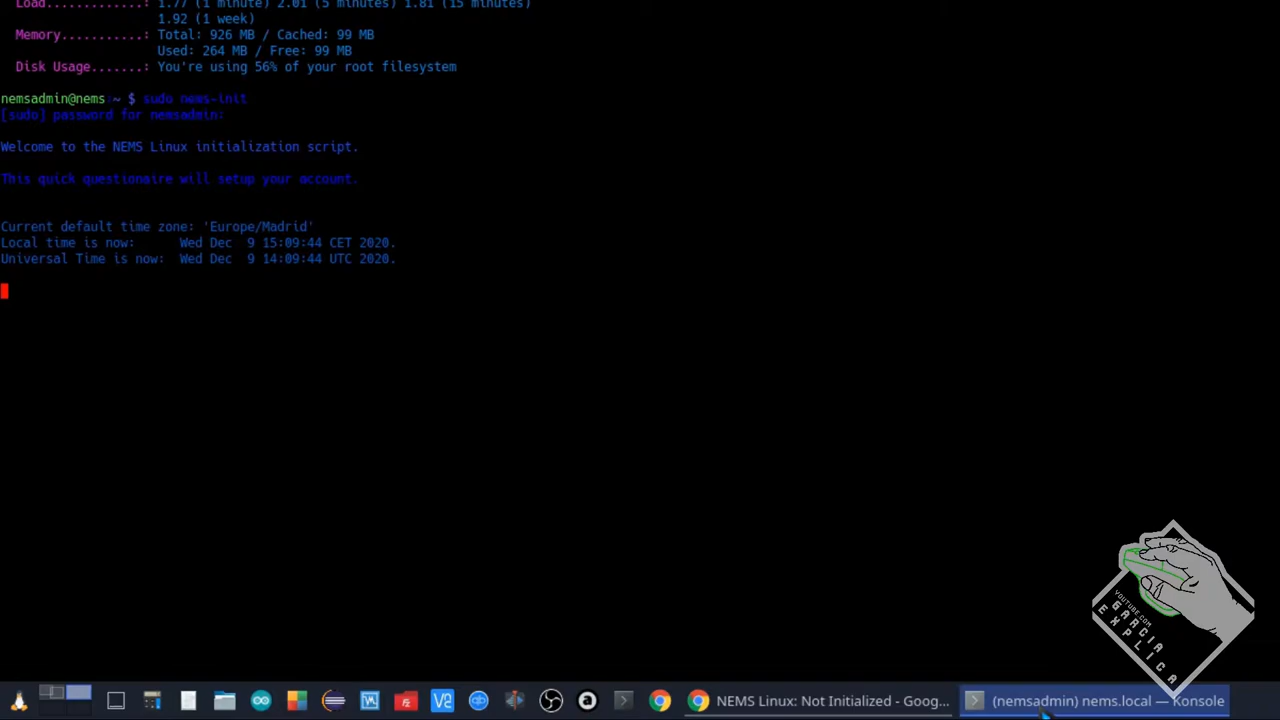 Load.............: 1.77 (1 minute) 2.01 (5 minutes) 1.81 (15 minutes)
1.92 (1 week)
Memory...........: Total: 926 MB / Cached: 99 MB
Used: 264 MB / Free: 99 MB
Disk Usage.......: You're using 56% of your root filesystem
nemsadmin@nems:~ $ sudo nems-init
[sudo] password for nemsadmin:
Welcome to the NEMS Linux initialization script.
This quick questionaire will setup your account.
Current default time zone: 'Europe/Madrid'
Local time is now:      Wed Dec  9 15:09:44 CET 2020.
Universal Time is now:  Wed Dec  9 14:09:44 UTC 2020.
YOUTUBE.COM
GARCIA
EXPLICA
NEMS Linux: Not Initialized - Goog...
(nemsadmin) nems.local — Konsole